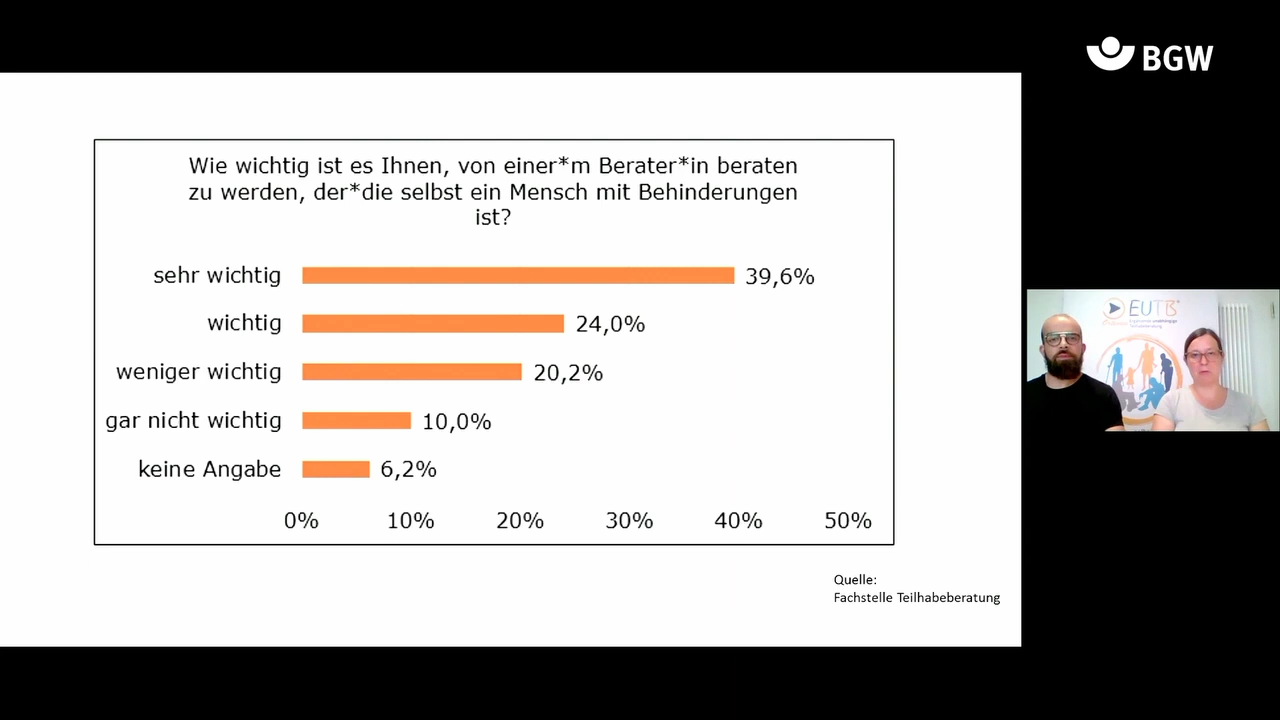 BGW
Wie wichtig ist es Ihnen, von einer*m Berater*in beraten
zu werden, der*die selbst ein Mensch mit Behinderungen
ist?
sehr wichtig 39,6%
wichtig 24,0%
weniger wichtig 20,2%
gar nicht wichtig 10,0%
keine Angabe 6,2%
0% 10% 20% 30% 40% 50%
Quelle:
Fachstelle Teilhabeberatung
EUTB